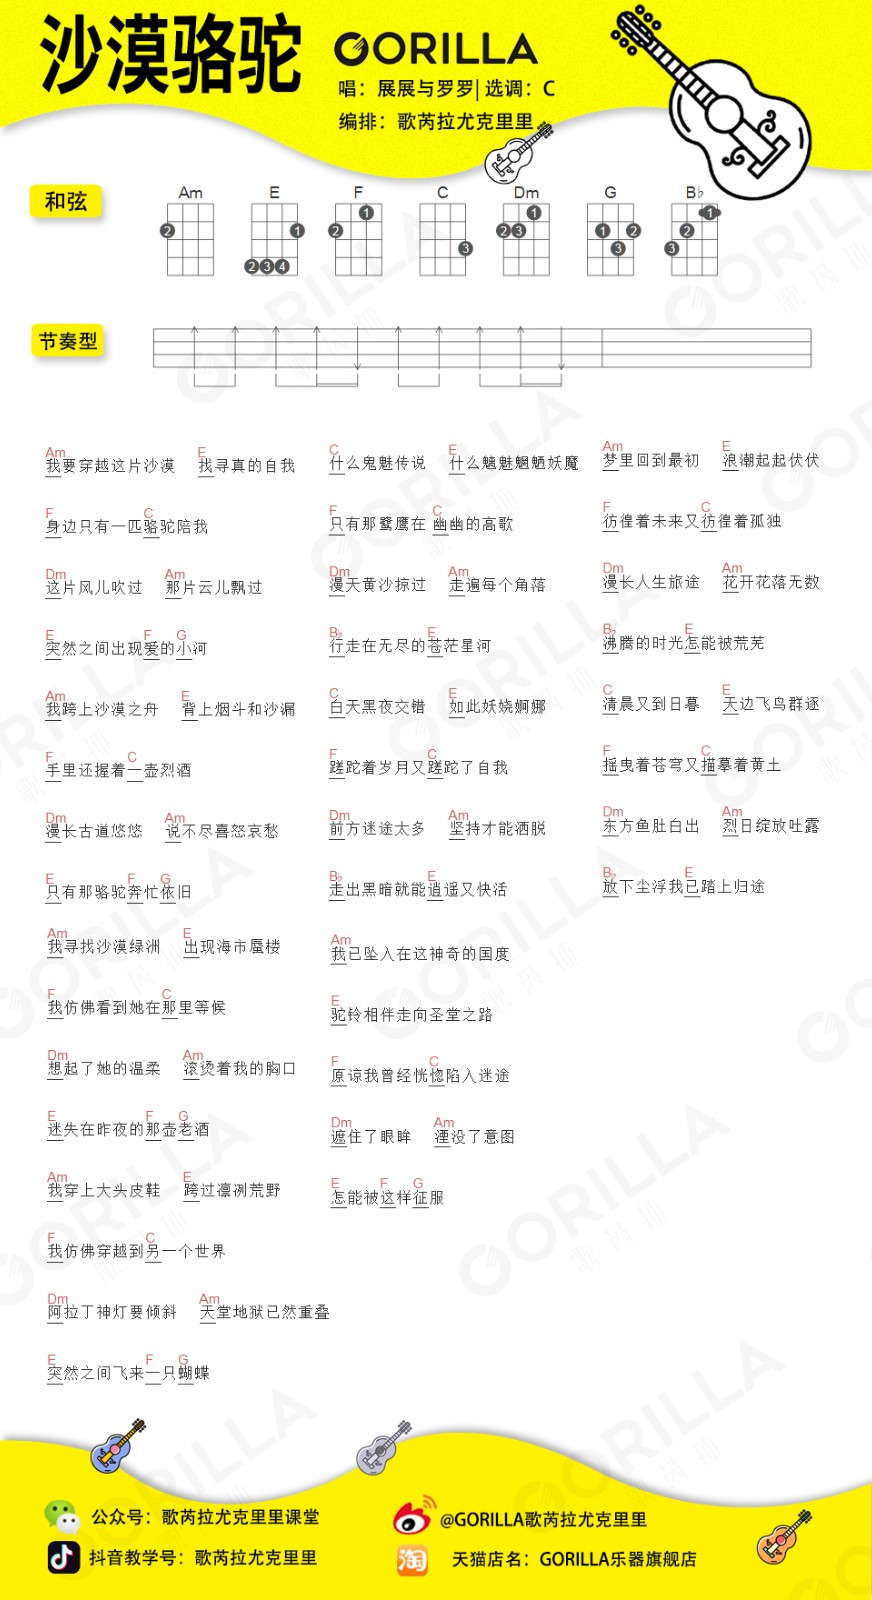 沙漠骆驼
GORILLA
唱：展展与罗罗| 选调：C
编排：歌芮拉尤克里里
和弦
Am E F C Dm G B♭
2 1 2 3 4 1 2 3 1 2 3 1 2 3 1 2 3
节奏型
Am E
我要穿越这片沙漠 找寻真的自我
F C
身边只有一匹骆驼陪我
Dm Am
这片风儿吹过 那片云儿飘过
E F G
突然之间出现爱的小河
Am E
我跨上沙漠之舟 背上烟斗和沙漏
F C
手里还握着一壶烈酒
Dm Am
漫长古道悠悠 说不尽喜怒哀愁
E F G
只有那骆驼奔忙依旧
Am E
我寻找沙漠绿洲 出现海市蜃楼
F C
我仿佛看到她在那里等候
Dm Am
想起了她的温柔 滚烫着我的胸口
E F G
迷失在昨夜的那壶老酒
Am E
我穿上大头皮鞋 跨过凛冽荒野
F C
我仿佛穿越到另一个世界
Dm Am
阿拉丁神灯要倾斜 天堂地狱已然重叠
E F G
突然之间飞来一只蝴蝶
C E
什么鬼魅传说 什么魑魅魍魉妖魔
F C
只有那鹭鹰在 幽幽的高歌
Dm Am
漫天黄沙掠过 走遍每个角落
B♭ E
行走在无尽的苍茫星河
C E
白天黑夜交错 如此妖娆婀娜
F C
蹉跎着岁月又蹉跎了自我
Dm Am
前方迷途太多 坚持才能洒脱
B♭ E
走出黑暗就能逍遥又快活
Am
我已坠入在这神奇的国度
E
驼铃相伴走向圣堂之路
F C
原谅我曾经恍惚陷入迷途
Dm Am
遮住了眼眸 湮没了意图
E F G
怎能被这样征服
Am E
梦里回到最初 浪潮起起伏伏
F C
彷徨着未来又彷徨着孤独
Dm Am
漫长人生旅途 花开花落无数
B♭ E
沸腾的时光怎能被荒芜
C E
清晨又到日暮 天边飞鸟群逐
F C
摇曳着苍穹又描摹着黄土
Dm Am
东方鱼肚白出 烈日绽放吐露
B♭ E
放下尘浮我已踏上归途
公众号：歌芮拉尤克里里课堂
抖音教学号：歌芮拉尤克里里
@GORILLA歌芮拉尤克里里
淘
天猫店名：GORILLA乐器旗舰店